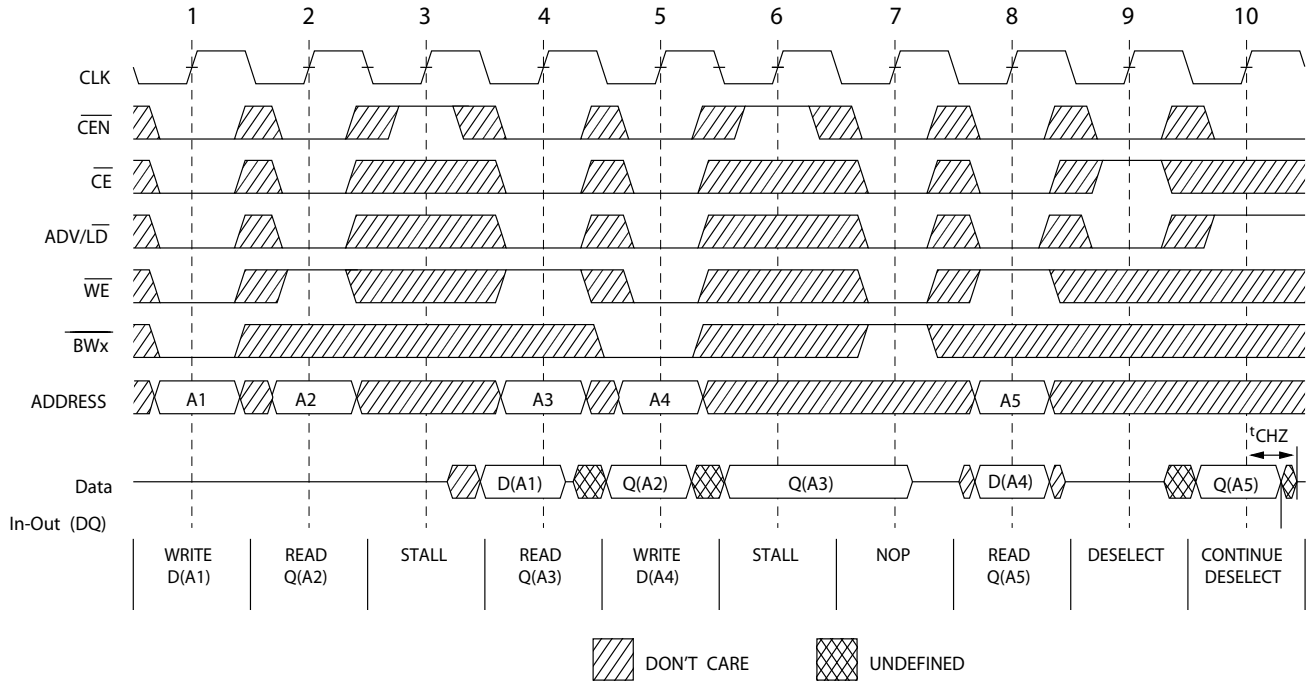 1 2 3 4 5 6 7 8 9 10
CLK
CEN
CE
ADV/LD
WE
BWx
ADDRESS A1 A2 A3 A4 A5
tCHZ
Data D(A1) Q(A2) Q(A3) D(A4) Q(A5)
In-Out (DQ)
WRITE READ STALL READ WRITE STALL NOP READ DESELECT CONTINUE
D(A1) Q(A2) Q(A3) D(A4) Q(A5) DESELECT
DON'T CARE UNDEFINED